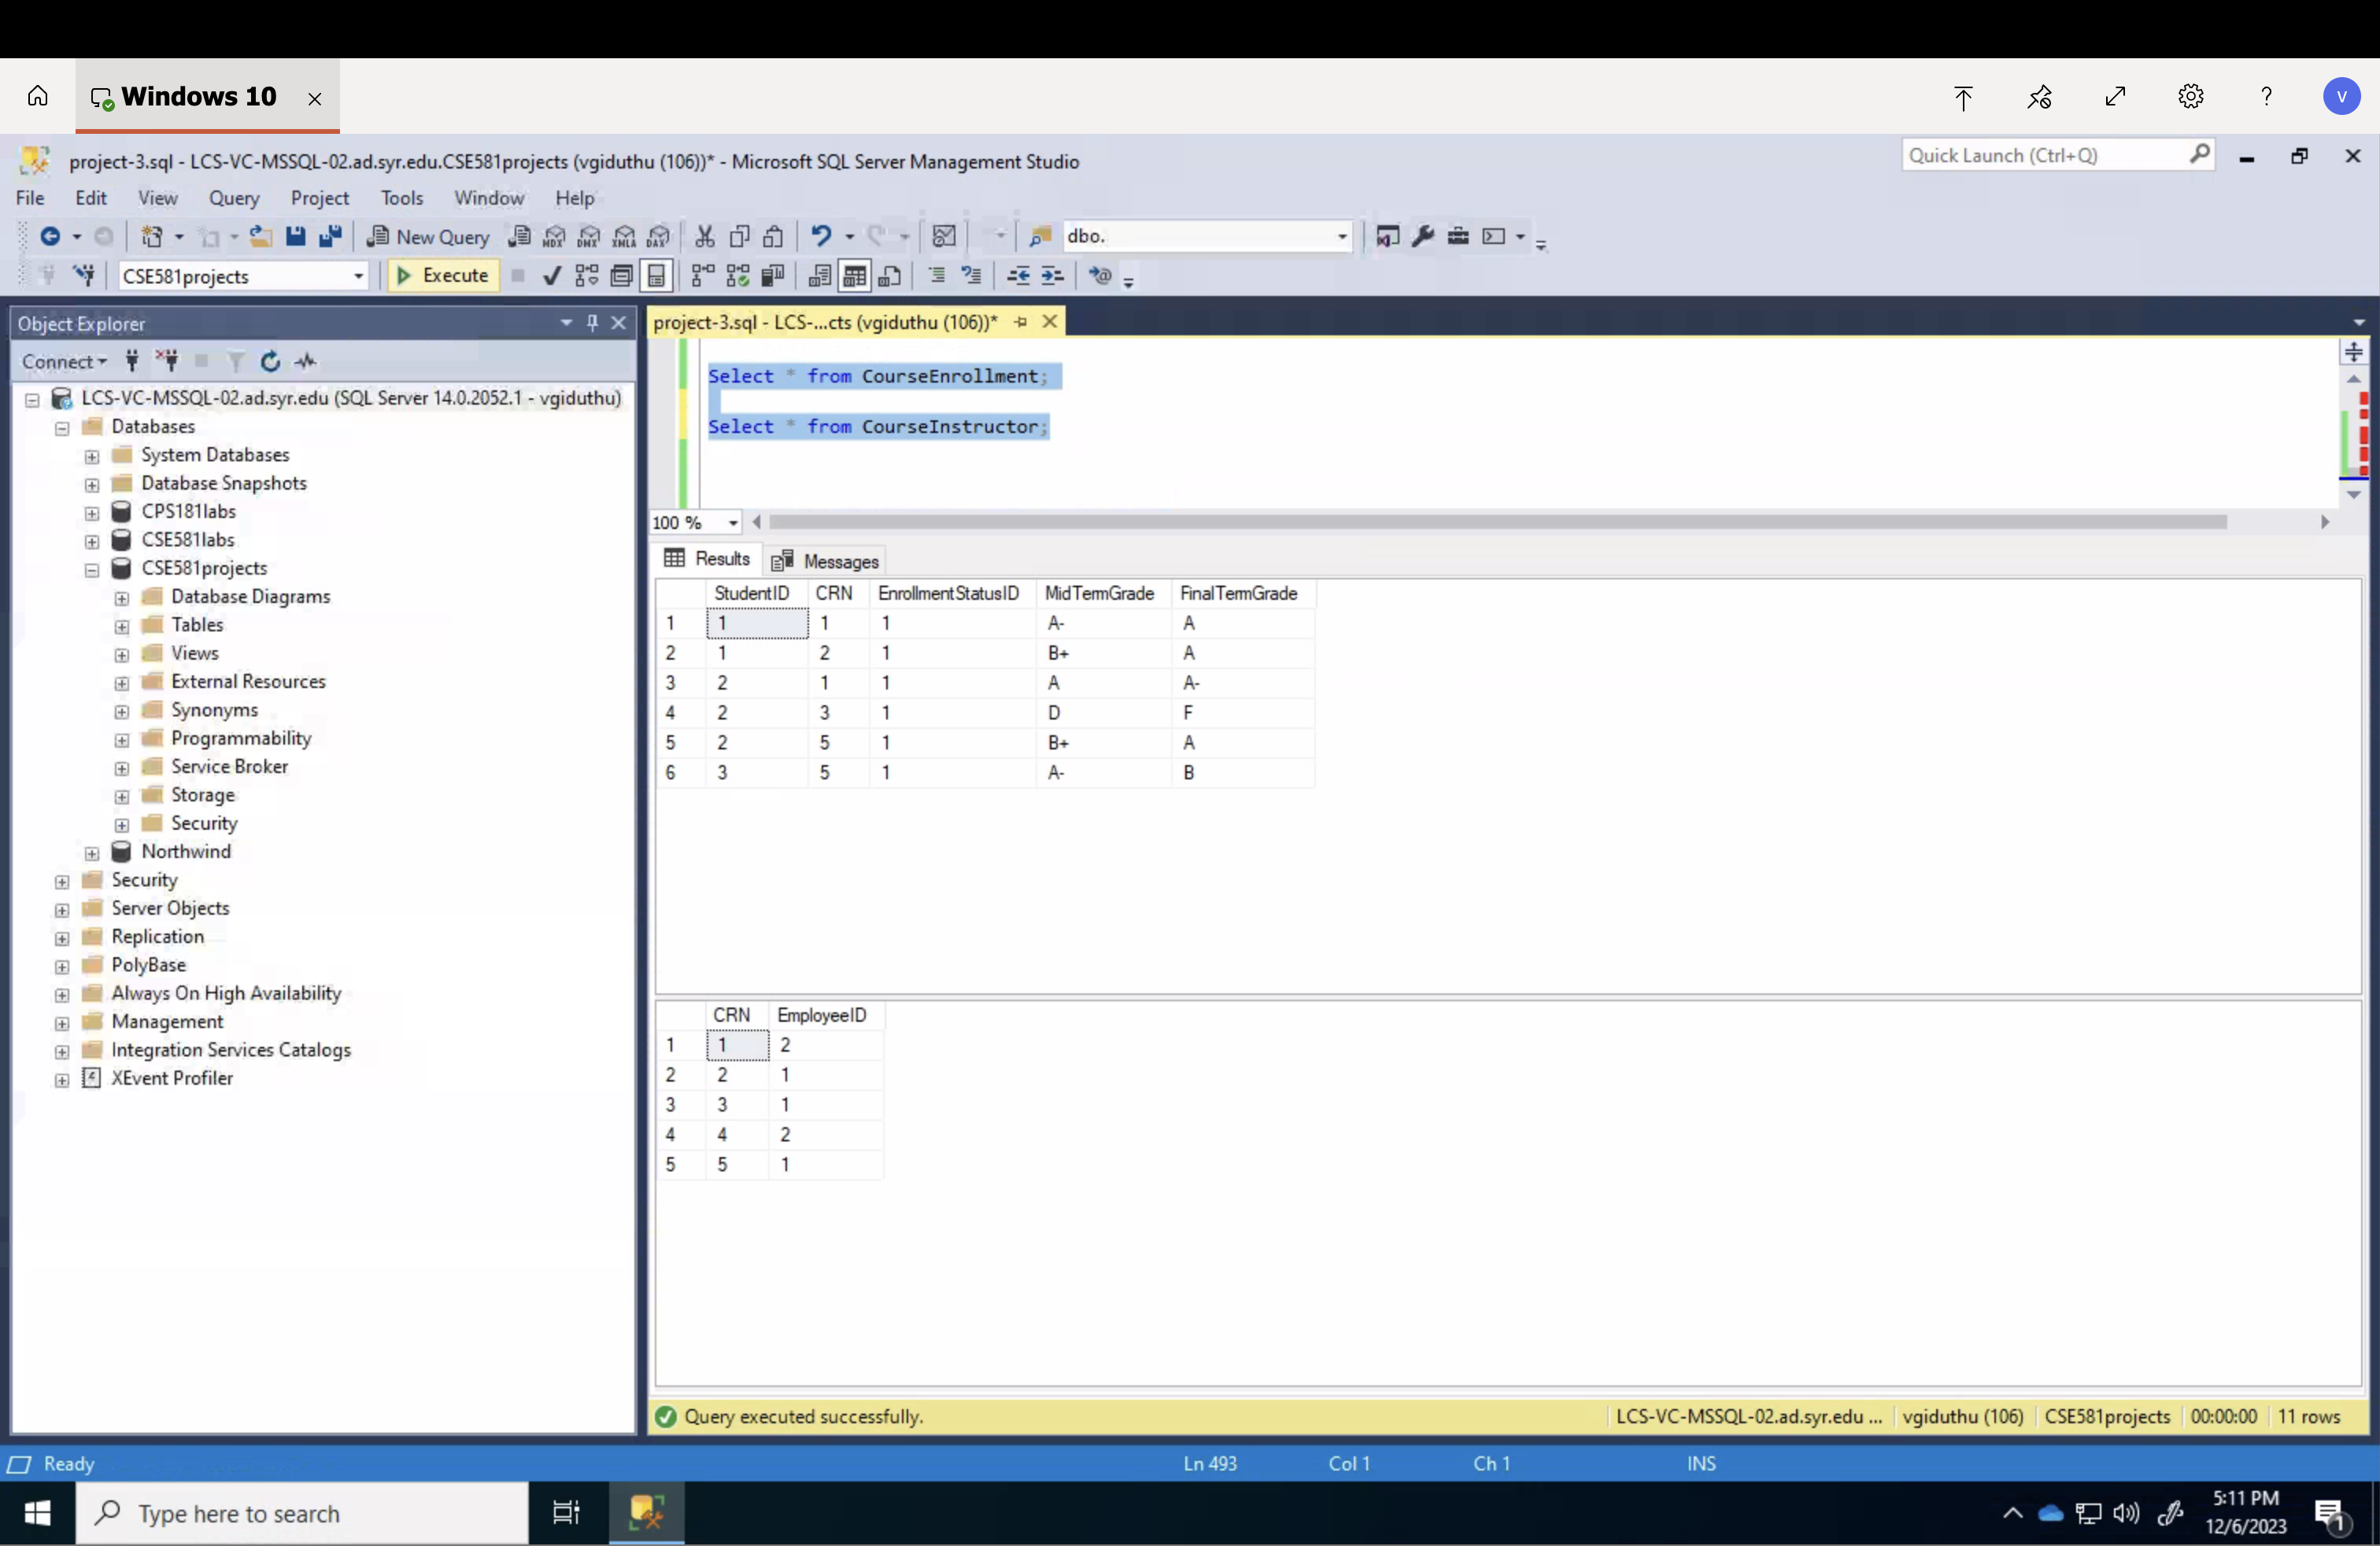 Windows 10
?
V
project-3.sql - LCS-VC-MSSQL-02.ad.syr.edu.CSE581projects (vgiduthu (106))* - Microsoft SQL Server Management Studio
Quick Launch (Ctrl+Q)
File Edit View Query Project Tools Window Help
New Query MDX DMX XMLA DAX dbo.
CSE581projects Execute
Object Explorer
project-3.sql - LCS-...cts (vgiduthu (106))*
Connect
LCS-VC-MSSQL-02.ad.syr.edu (SQL Server 14.0.2052.1 - vgiduthu)
Databases
System Databases
Database Snapshots
CPS181labs
CSE581labs
CSE581projects
Database Diagrams
Tables
Views
External Resources
Synonyms
Programmability
Service Broker
Storage
Security
Northwind
Security
Server Objects
Replication
PolyBase
Always On High Availability
Management
Integration Services Catalogs
XEvent Profiler
Select * from CourseEnrollment;
Select * from CourseInstructor;
100 %
Results Messages
StudentID CRN EnrollmentStatusID MidTermGrade FinalTermGrade
1 1 1 1 A- A
2 1 2 1 B+ A
3 2 1 1 A A-
4 2 3 1 D F
5 2 5 1 B+ A
6 3 5 1 A- B
CRN EmployeeID
1 1 2
2 2 1
3 3 1
4 4 2
5 5 1
Query executed successfully.
LCS-VC-MSSQL-02.ad.syr.edu ... vgiduthu (106) CSE581projects 00:00:00 11 rows
Ready Ln 493 Col 1 Ch 1 INS
Type here to search
5:11 PM
12/6/2023
1